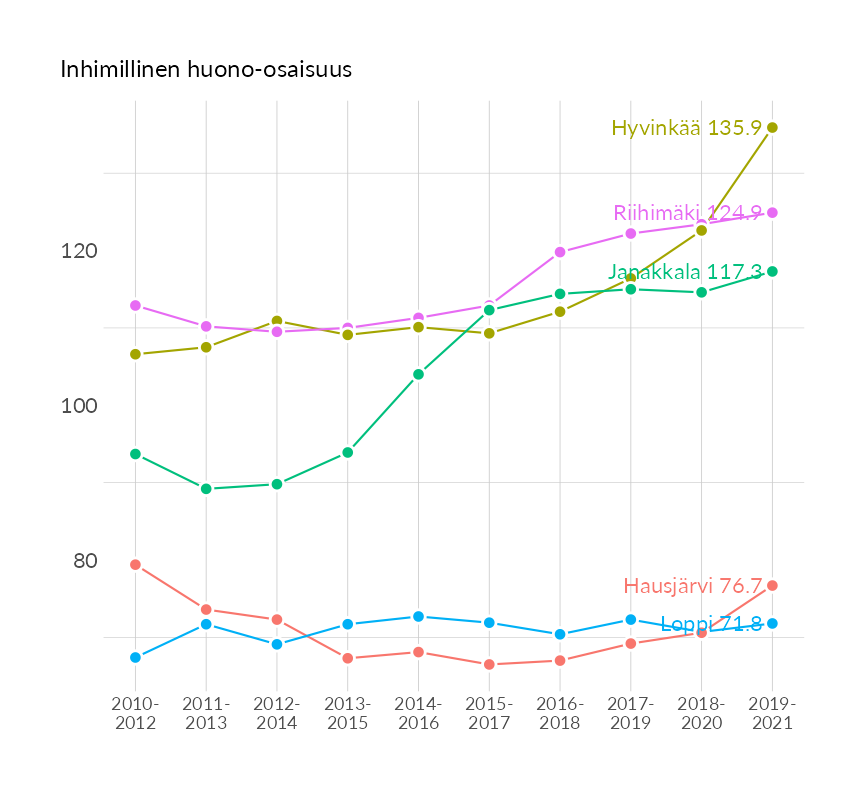 Inhimillinen huono-osaisuus
Hyvinkää 135.9
Riihimäki 124.9
120
Janakkala 117.3
100
80
Hausjärvi 76.7
Loppi 71.8
2010- 2011- 2012- 2013- 2014- 2015- 2016- 2017- 2018- 2019-
2012 2013 2014 2015 2016 2017 2018 2019 2020 2021